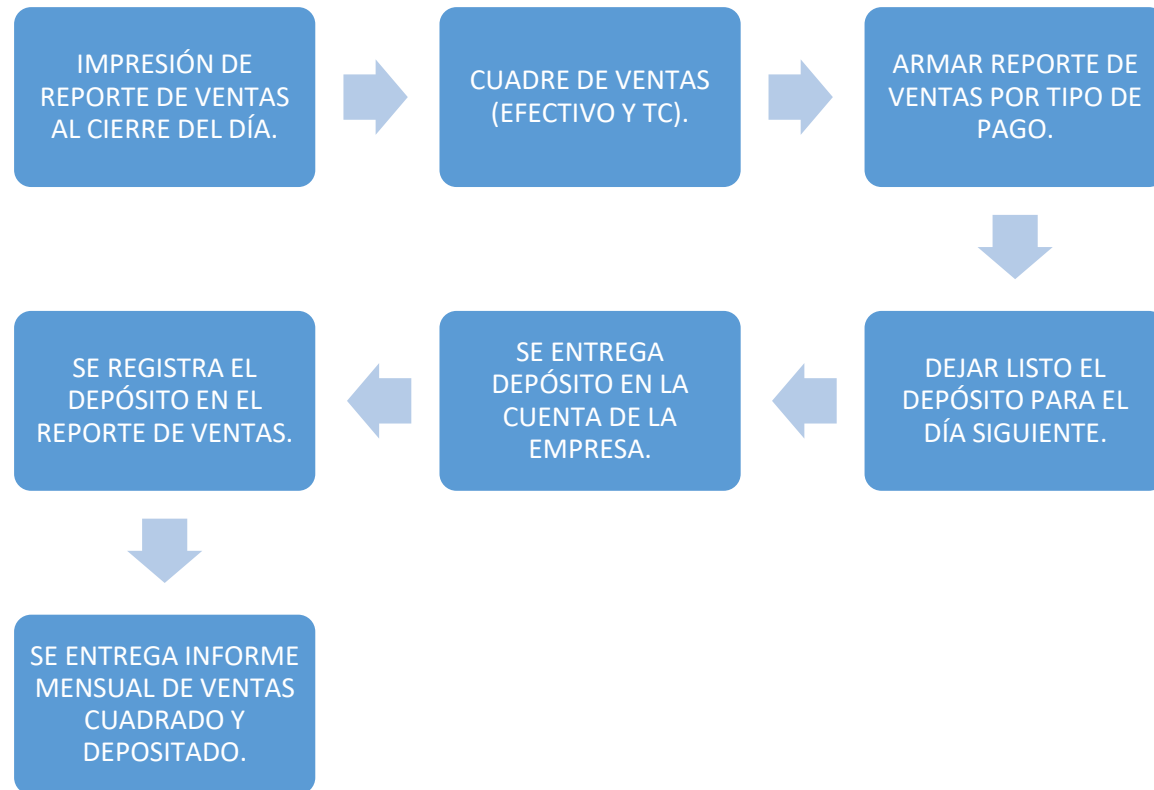 IMPRESIÓN DE
REPORTE DE VENTAS
AL CIERRE DEL DÍA.
CUADRE DE VENTAS
(EFECTIVO Y TC).
ARMAR REPORTE DE
VENTAS POR TIPO DE
PAGO.
DEJAR LISTO EL
DEPÓSITO PARA EL
DÍA SIGUIENTE.
SE ENTREGA
DEPÓSITO EN LA
CUENTA DE LA
EMPRESA.
SE REGISTRA EL
DEPÓSITO EN EL
REPORTE DE VENTAS.
SE ENTREGA INFORME
MENSUAL DE VENTAS
CUADRADO Y
DEPOSITADO.